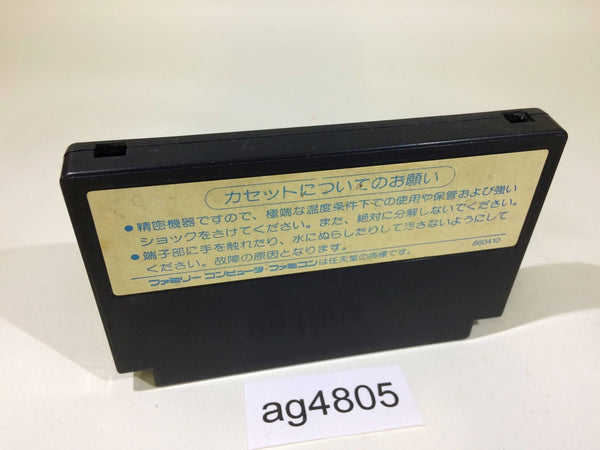 カセットについてのお願い
●精密機器ですので、極端な温度条件下での使用や保管および強い
ショックをさけてください。また、絶対に分解しないでください。
●端子部に手を触れたり、水にぬらしたりして汚さないようにして
ください。故障の原因となります。
860410
ファミリーコンピュータ・ファミコンは任天堂の商標です。
ag4805